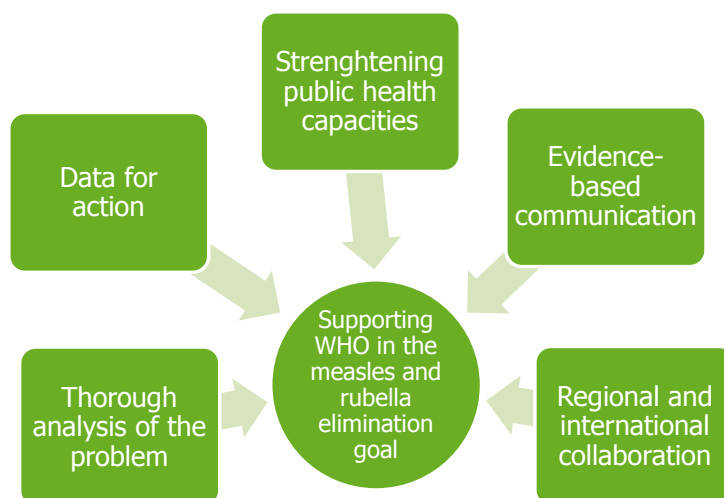 Strenghtening
public health
capacities
Data for
action
Evidence-
based
communication
Supporting
WHO in the
measles and
rubella
elimination
goal
Thorough
analysis of the
problem
Regional and
international
collaboration